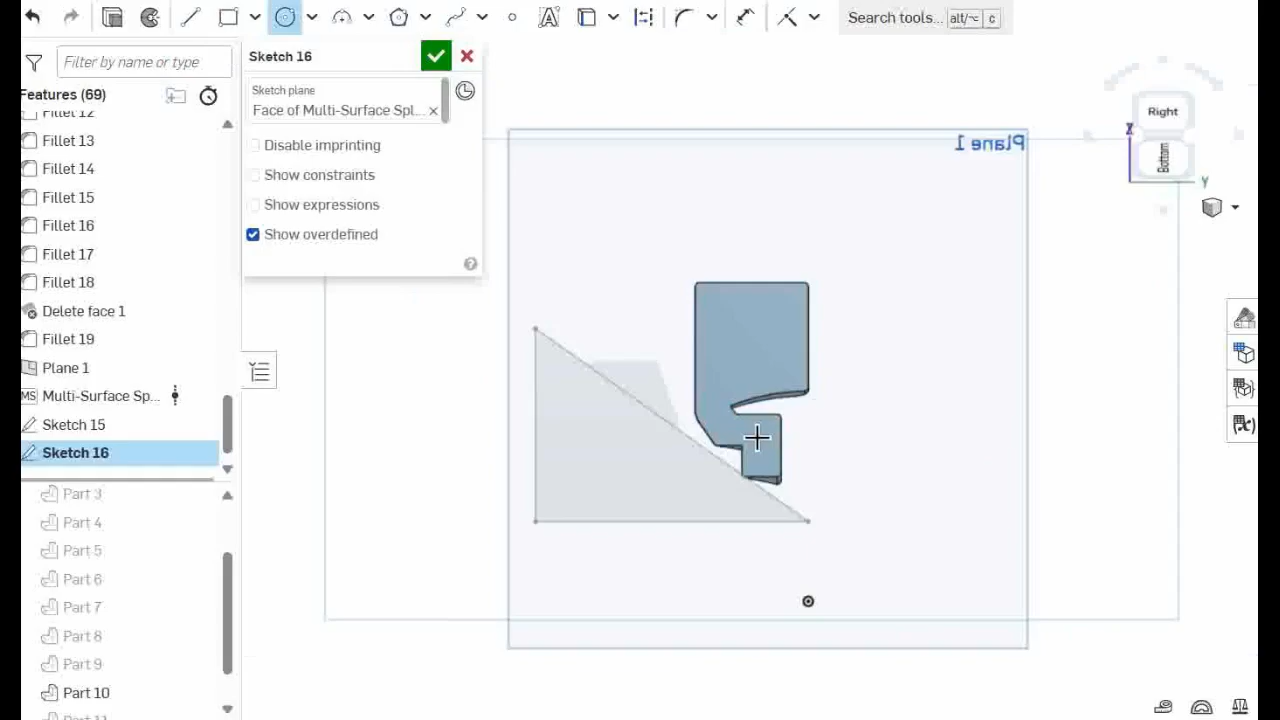 Search tools... alt/⌥ c
Filter by name or type
Features (69)
Fillet 12
Fillet 13
Fillet 14
Fillet 15
Fillet 16
Fillet 17
Fillet 18
Delete face 1
Fillet 19
Plane 1
MS Multi-Surface Sp...
Sketch 15
Sketch 16
Part 3
Part 4
Part 5
Part 6
Part 7
Part 8
Part 9
Part 10
Part 11
Sketch 16
Sketch plane
Face of Multi-Surface Spl...
Disable imprinting
Show constraints
Show expressions
Show overdefined
Plane 1
Right
Bottom
Y